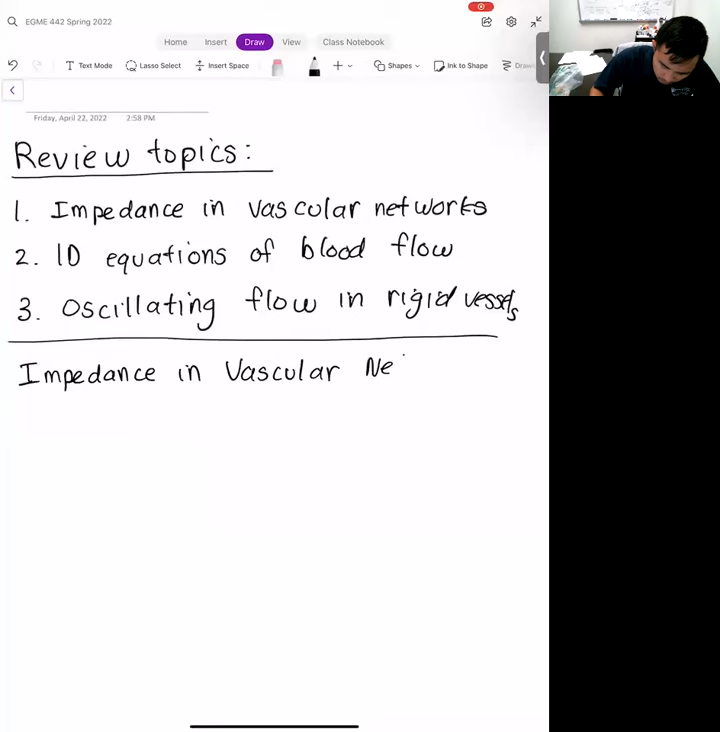 EGME 442 Spring 2022
Home Insert Draw View Class Notebook
Text Mode Lasso Select Insert Space Shapes Ink to Shape Draw
Friday, April 22, 2022 2:58 PM
Review topics:
1. Impedance in vascular networks
2. 1D equations of blood flow
3. Oscillating flow in rigid vessels
Impedance in Vascular Ne